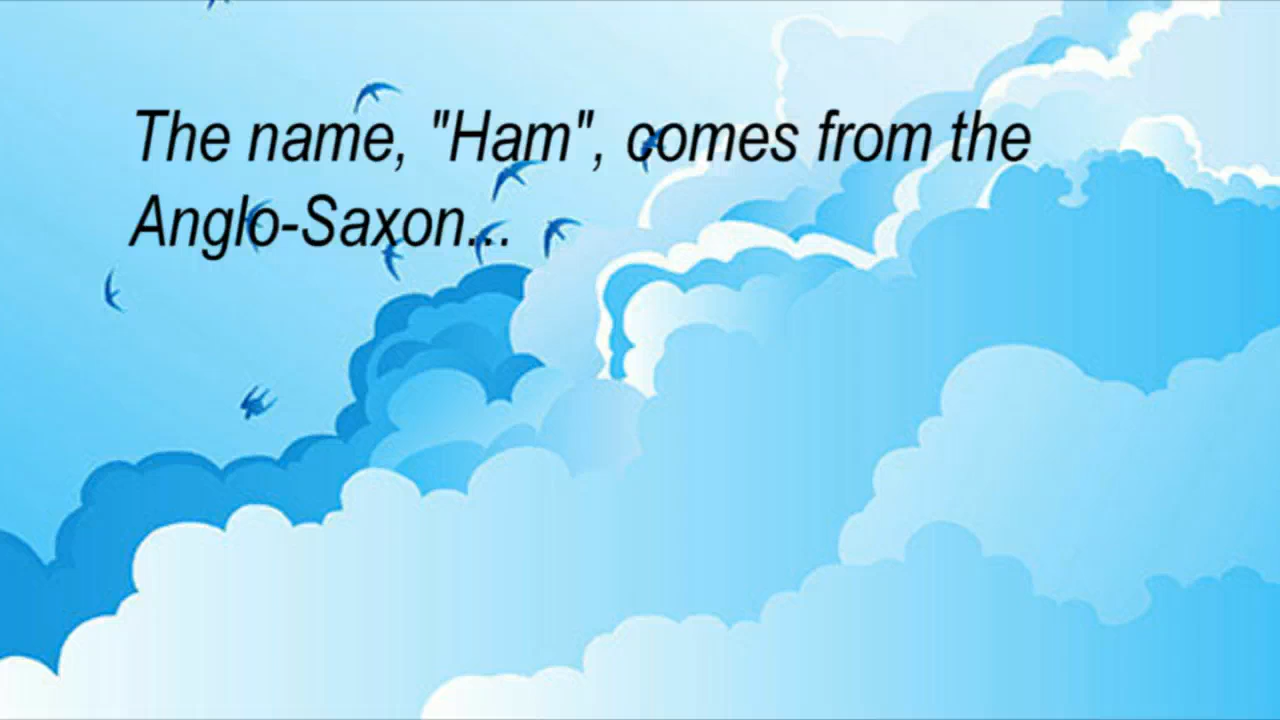 The name, "Ham", comes from the
Anglo-Saxon...